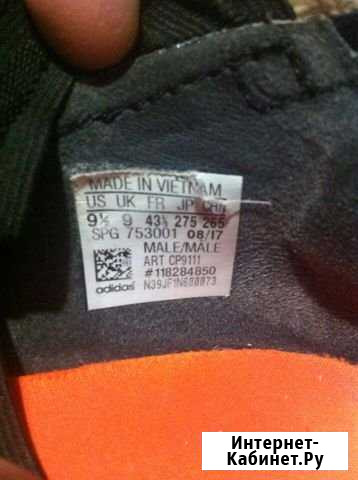 MADE IN VIETNAM
US UK FR JP CHN
9½ 9 43⅓ 275 265
SPG 753001 08/17
MALE/MALE
ART CP9111
#118284850
adidas
Интернет-
Кабинет.Ру